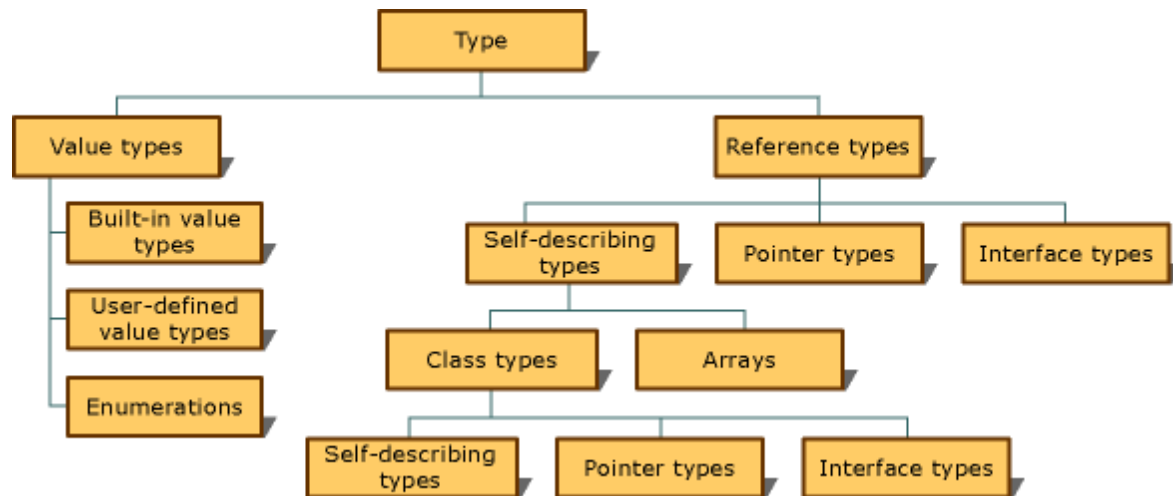 Type
Value types
Reference types
Built-in value
types
Self-describing
types
Pointer types
Interface types
User-defined
value types
Class types
Arrays
Enumerations
Self-describing
types
Pointer types
Interface types